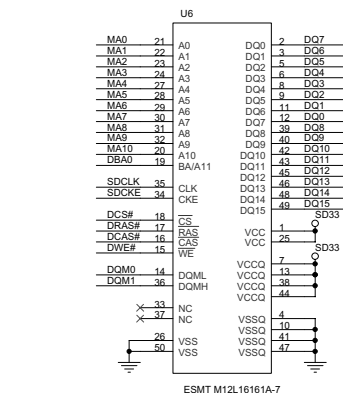 U6
MA0 21 A0 DQ0 2 DQ7
MA1 22 A1 DQ1 3 DQ6
MA2 23 A2 DQ2 5 DQ5
MA3 24 A3 DQ3 6 DQ4
MA4 27 A4 DQ4 8 DQ3
MA5 28 A5 DQ5 9 DQ2
MA6 29 A6 DQ6 11 DQ1
MA7 30 A7 DQ7 12 DQ0
MA8 31 A8 DQ8 39 DQ8
MA9 32 A9 DQ9 40 DQ9
MA10 20 A10 DQ10 42 DQ10
DBA0 19 BA/A11 DQ11 43 DQ11
DQ12 45 DQ12
SDCLK 35 CLK DQ13 46 DQ13
SDCKE 34 CKE DQ14 48 DQ14
DQ15 49 DQ15
SD33
DCS# 18 CS
DRAS# 17 RAS VCC 1
DCAS# 16 CAS VCC 25
DWE# 15 WE
SD33
VCCQ 7
DQM0 14 DQML VCCQ 13
DQM1 36 DQMH VCCQ 38
VCCQ 44
33 NC
37 NC VSSQ 4
VSSQ 10
26 VSS VSSQ 41
50 VSS VSSQ 47
ESMT M12L16161A-7